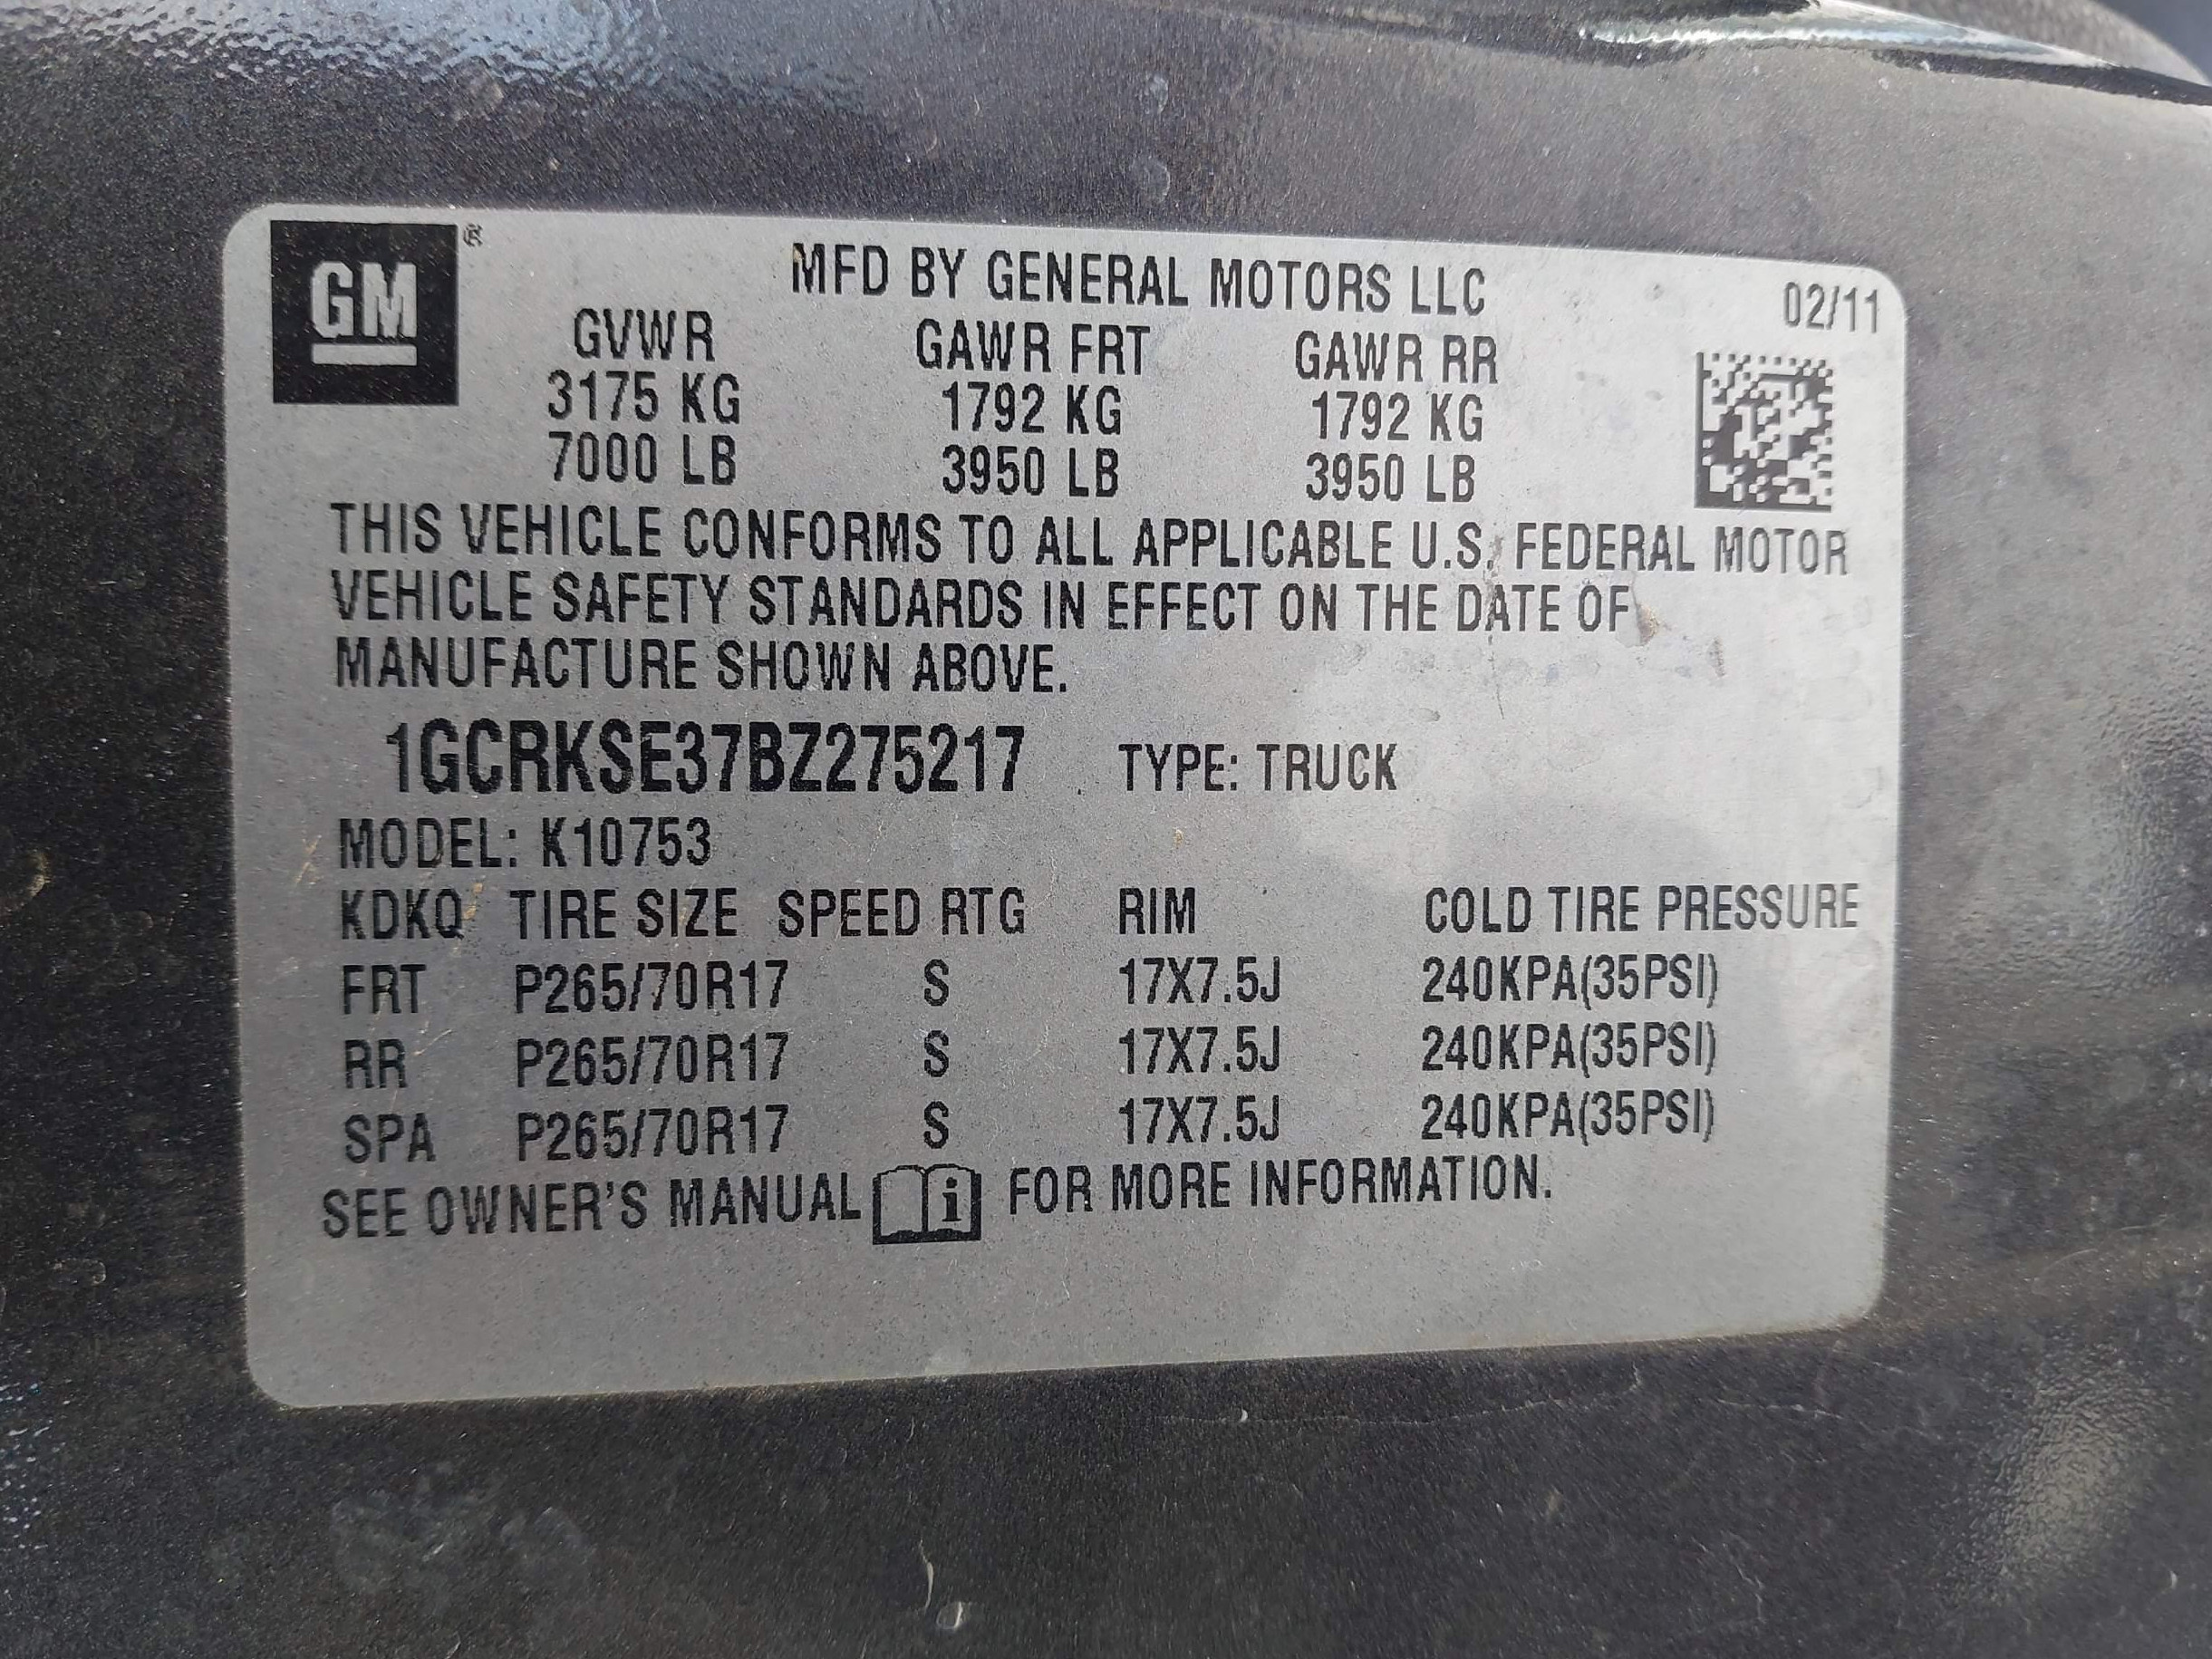 GM ®
MFD BY GENERAL MOTORS LLC 02/11
GVWR GAWR FRT GAWR RR
3175 KG 1792 KG 1792 KG
7000 LB 3950 LB 3950 LB
THIS VEHICLE CONFORMS TO ALL APPLICABLE U.S. FEDERAL MOTOR
VEHICLE SAFETY STANDARDS IN EFFECT ON THE DATE OF
MANUFACTURE SHOWN ABOVE.
1GCRKSE37BZ275217 TYPE: TRUCK
MODEL: K10753
KDKQ TIRE SIZE SPEED RTG RIM COLD TIRE PRESSURE
FRT P265/70R17 S 17X7.5J 240KPA(35PSI)
RR P265/70R17 S 17X7.5J 240KPA(35PSI)
SPA P265/70R17 S 17X7.5J 240KPA(35PSI)
SEE OWNER'S MANUAL i FOR MORE INFORMATION.